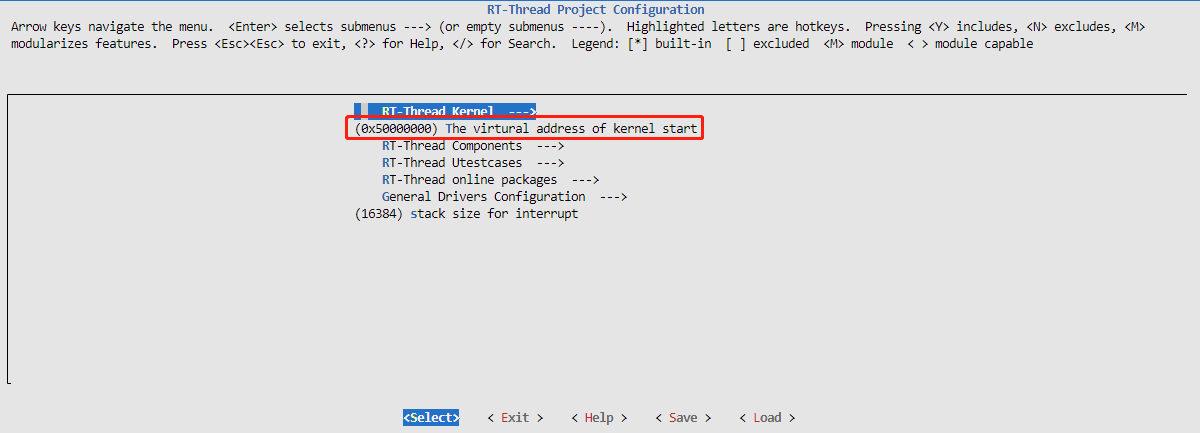 RT-Thread Project Configuration
Arrow keys navigate the menu.  <Enter> selects submenus ---> (or empty submenus ----).  Highlighted letters are hotkeys.  Pressing <Y> includes, <N> excludes, <M>
modularizes features.  Press <Esc><Esc> to exit, <?> for Help, </> for Search.  Legend: [*] built-in  [ ] excluded  <M> module  < > module capable
RT-Thread Kernel  --->
(0x50000000) The virtural address of kernel start
RT-Thread Components  --->
RT-Thread Utestcases  --->
RT-Thread online packages  --->
General Drivers Configuration  --->
(16384) stack size for interrupt
<Select>    < Exit >    < Help >    < Save >    < Load >